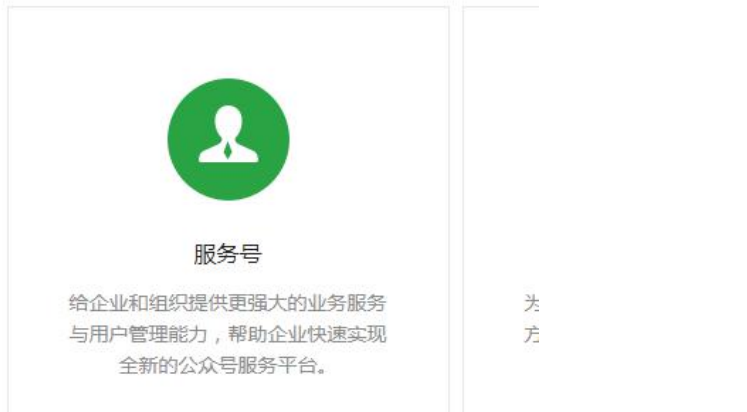 服务号
给企业和组织提供更强大的业务服务
与用户管理能力，帮助企业快速实现
全新的公众号服务平台。
为
方